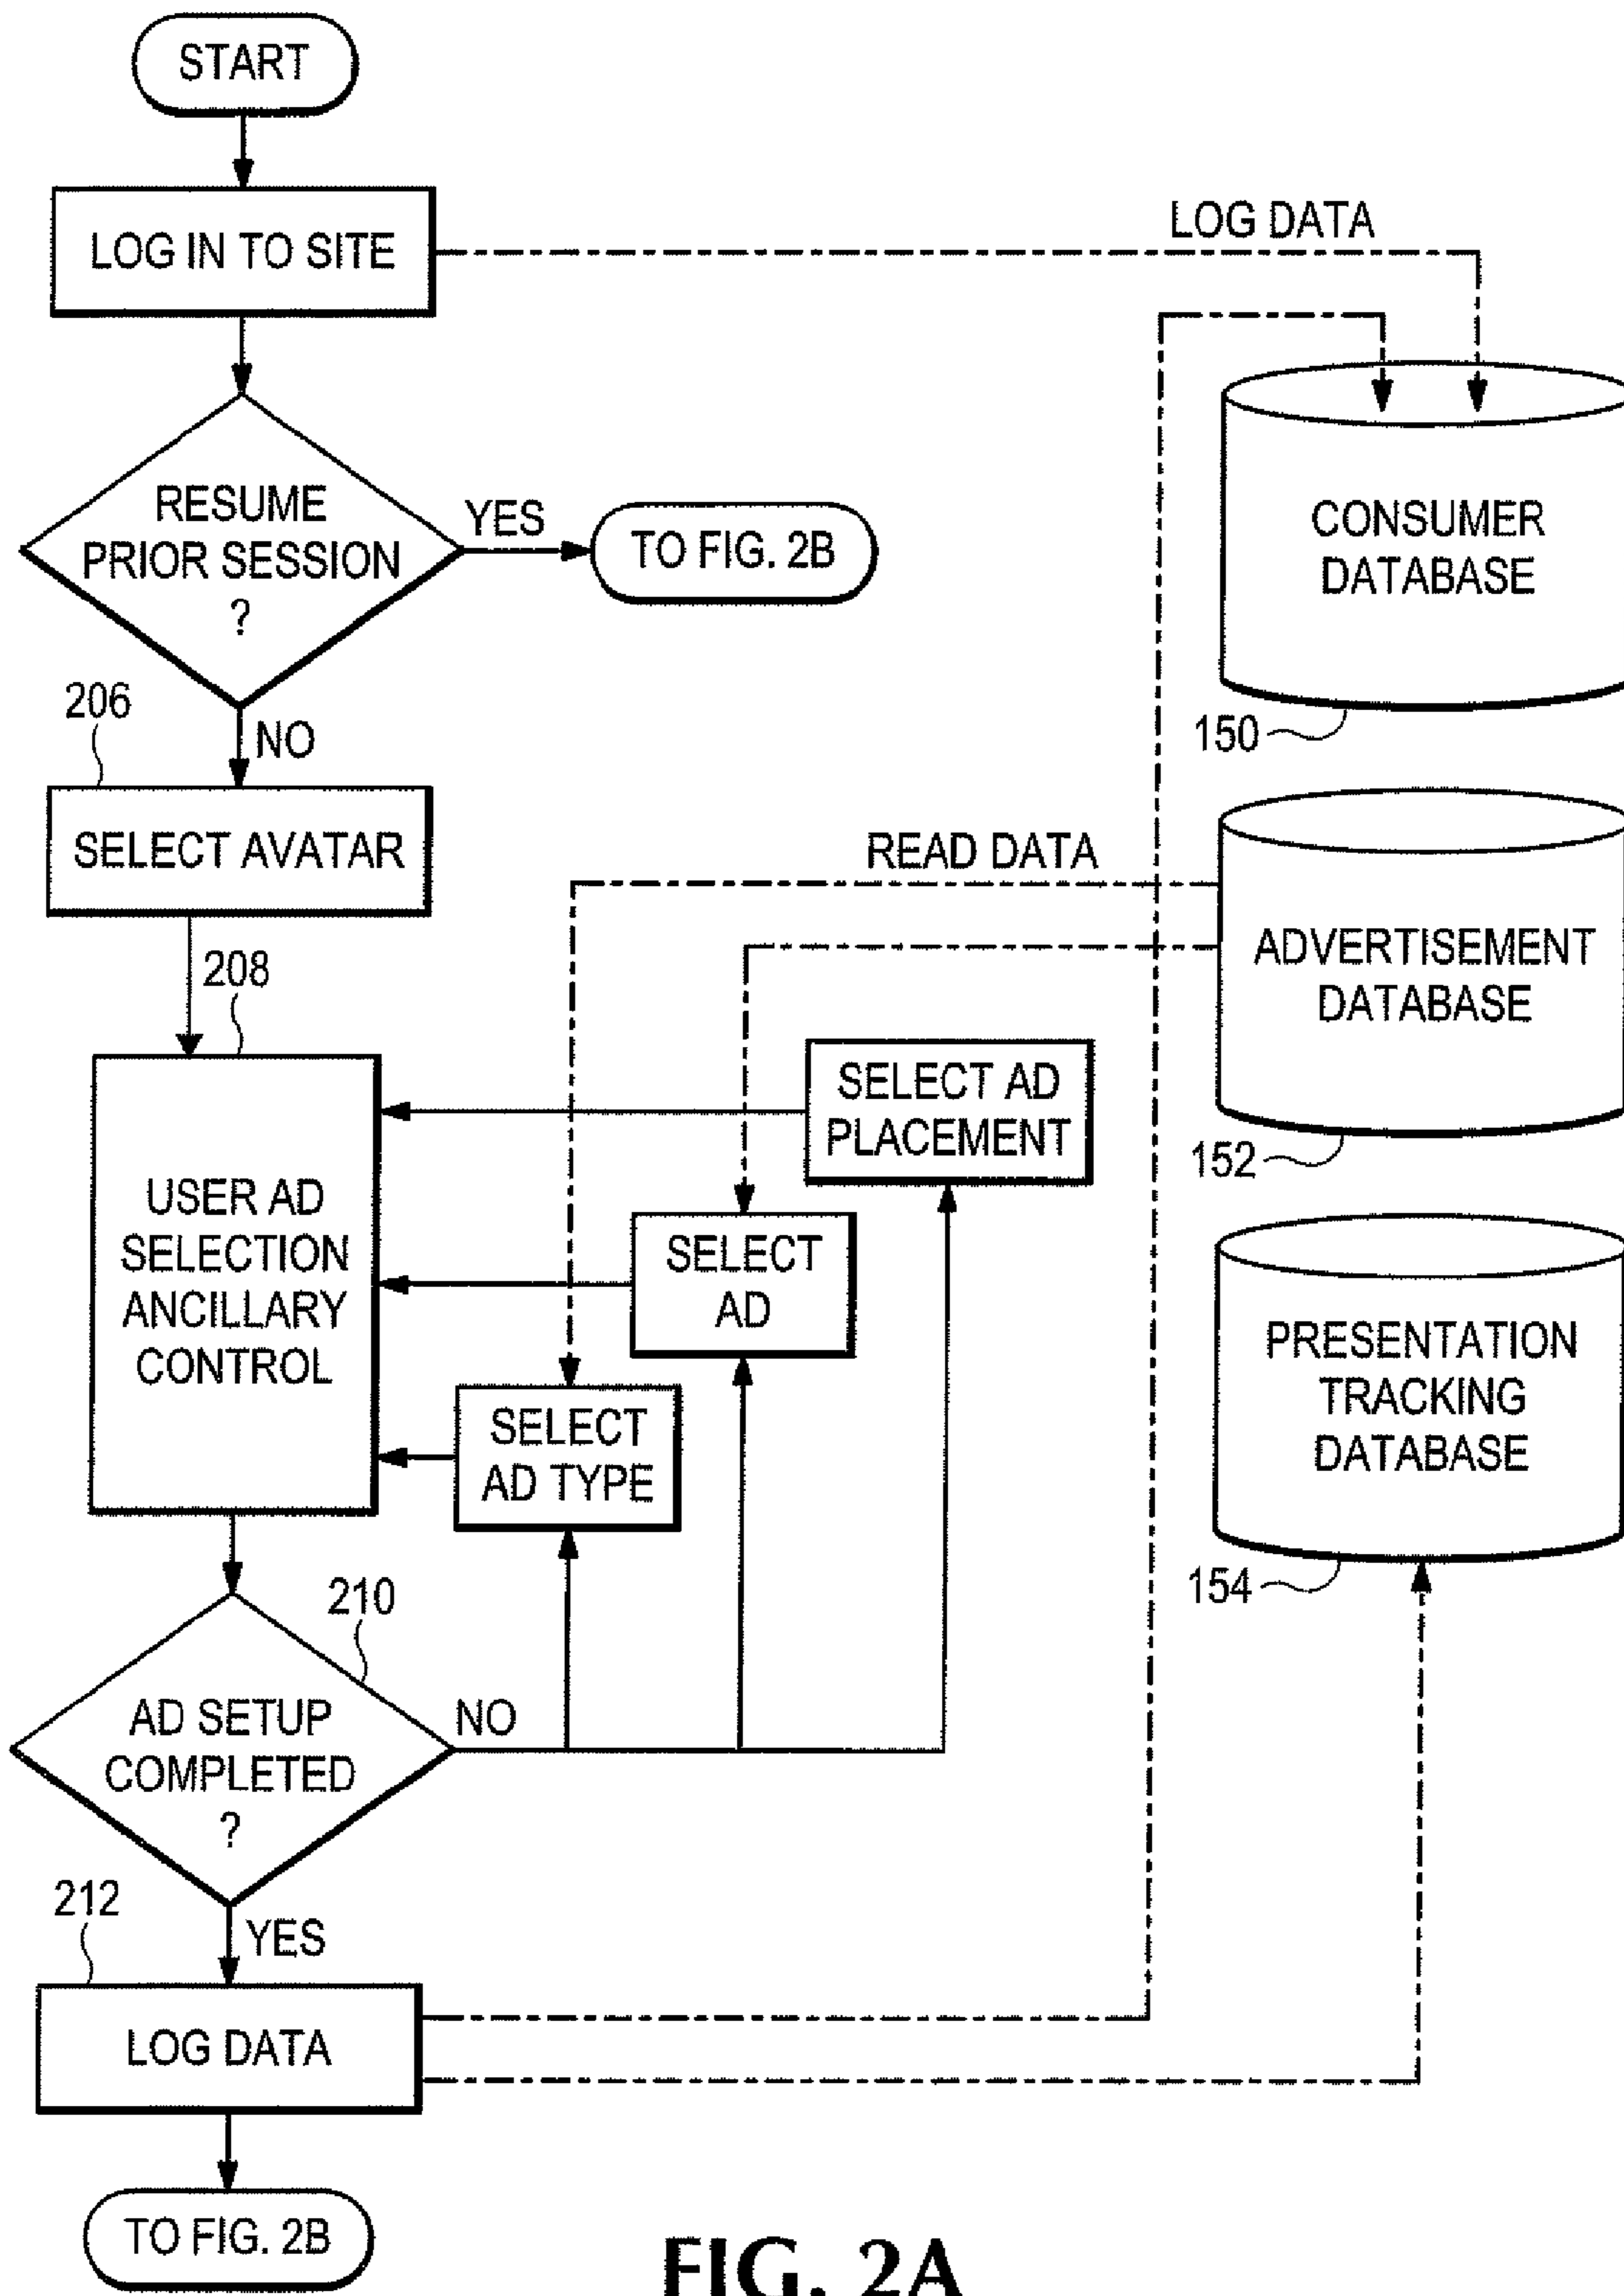 START
LOG IN TO SITE
LOG DATA
RESUME
PRIOR SESSION
?
YES
TO FIG. 2B
CONSUMER
DATABASE
150
206
NO
SELECT AVATAR
READ DATA
ADVERTISEMENT
DATABASE
152
208
USER AD
SELECTION
ANCILLARY
CONTROL
SELECT AD
PLACEMENT
SELECT
AD
SELECT
AD TYPE
PRESENTATION
TRACKING
DATABASE
154
210
AD SETUP
COMPLETED
?
NO
212
YES
LOG DATA
TO FIG. 2B
FIG. 2A